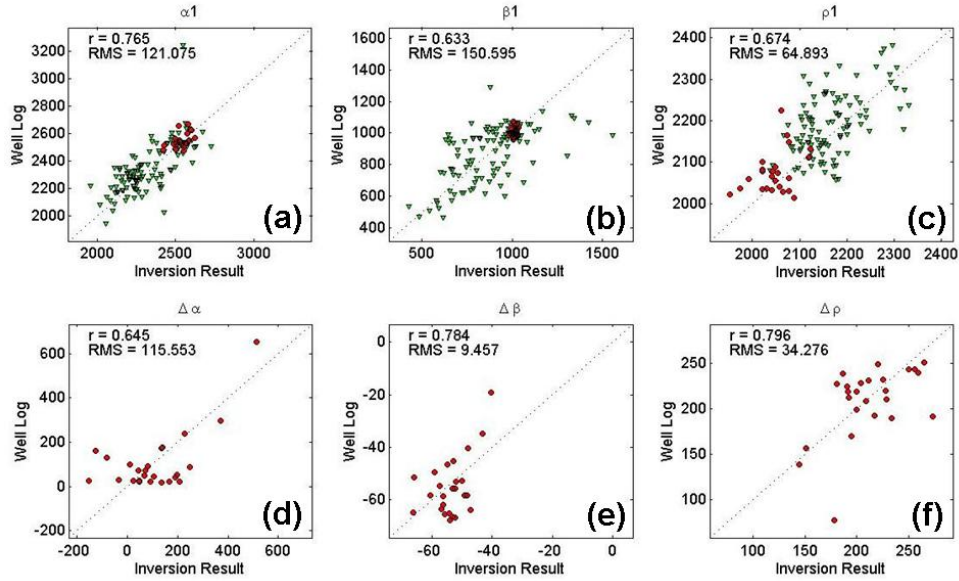 α1
r = 0.765
RMS = 121.075
Well Log
3200
3000
2800
2600
2400
2200
2000
2000 2500 3000
Inversion Result
(a)
β1
r = 0.633
RMS = 150.595
Well Log
1600
1400
1200
1000
800
600
400
500 1000 1500
Inversion Result
(b)
ρ1
r = 0.674
RMS = 64.893
Well Log
2400
2300
2200
2100
2000
2000 2100 2200 2300 2400
Inversion Result
(c)
Δ α
r = 0.645
RMS = 115.553
Well Log
600
400
200
0
-200
-200 0 200 400 600
Inversion Result
(d)
Δ β
r = 0.784
RMS = 9.457
Well Log
0
-20
-40
-60
-60 -40 -20 0
Inversion Result
(e)
Δ ρ
r = 0.796
RMS = 34.276
Well Log
250
200
150
100
100 150 200 250
Inversion Result
(f)